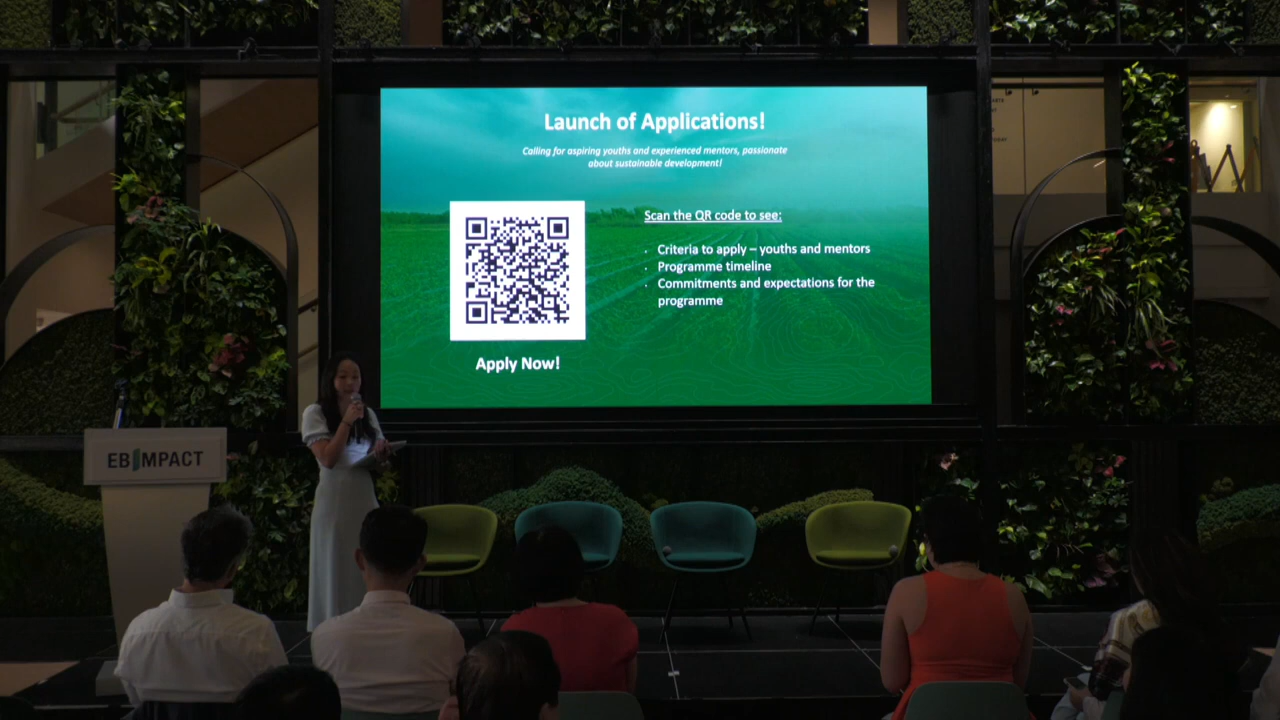 Launch of Applications!
Calling for aspiring youths and experienced mentors, passionate
about sustainable development!
Scan the QR code to see:
· Criteria to apply – youths and mentors
· Programme timeline
· Commitments and expectations for the
programme
Apply Now!
EB IMPACT